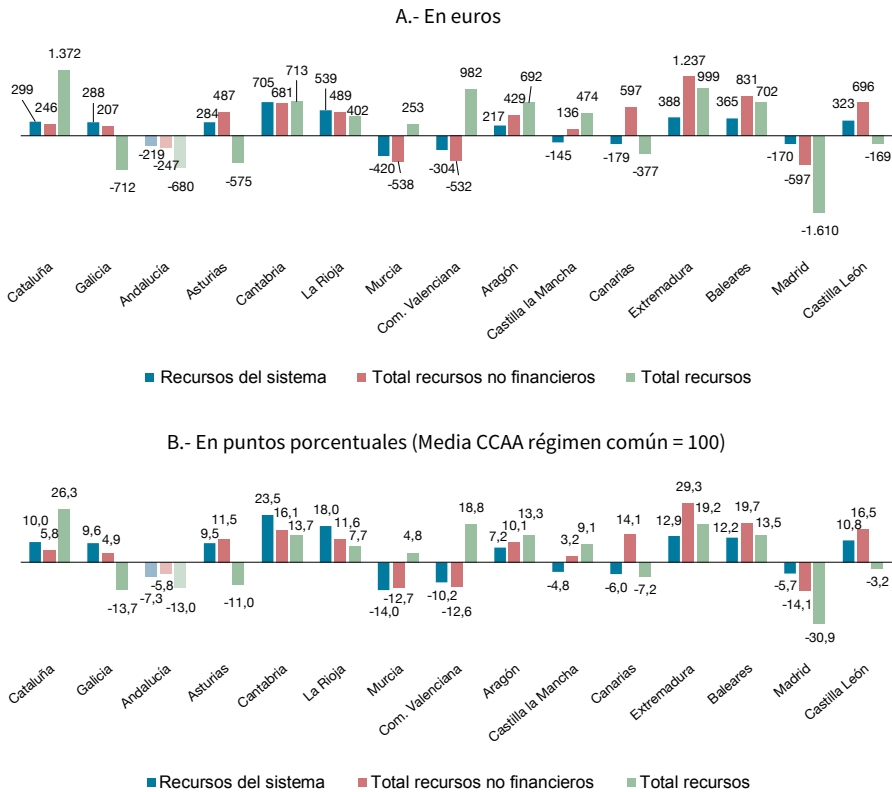 A.- En euros
299 246 1.372
288 207 -712
-219 -247 -680
284 487 -575
705 681 713
539 489 402
-420 -538 253
-304 -532 982
217 429 692
-145 136 474
-179 597 -377
388 1.237 999
365 831 702
-170 -597 -1.610
323 696 -169
Cataluña Galicia Andalucía Asturias Cantabria La Rioja Murcia Com. Valenciana Aragón Castilla la Mancha Canarias Extremadura Baleares Madrid Castilla León
Recursos del sistema Total recursos no financieros Total recursos
B.- En puntos porcentuales (Media CCAA régimen común = 100)
10,0 5,8 26,3
9,6 4,9 -13,7
-7,3 -5,8 -13,0
9,5 11,5 -11,0
23,5 16,1 13,7
18,0 11,6 7,7
-14,0 -12,7 4,8
-10,2 -12,6 18,8
7,2 10,1 13,3
-4,8 3,2 9,1
-6,0 14,1 -7,2
12,9 29,3 19,2
12,2 19,7 13,5
-5,7 -14,1 -30,9
10,8 16,5 -3,2
Cataluña Galicia Andalucía Asturias Cantabria La Rioja Murcia Com. Valenciana Aragón Castilla la Mancha Canarias Extremadura Baleares Madrid Castilla León
Recursos del sistema Total recursos no financieros Total recursos